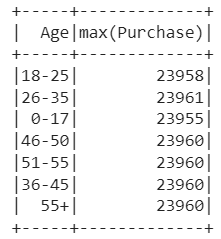 +-----+-------------+
|  Age|max(Purchase)|
+-----+-------------+
|18-25|        23958|
|26-35|        23961|
| 0-17|        23955|
|46-50|        23960|
|51-55|        23960|
|36-45|        23960|
|  55+|        23960|
+-----+-------------+